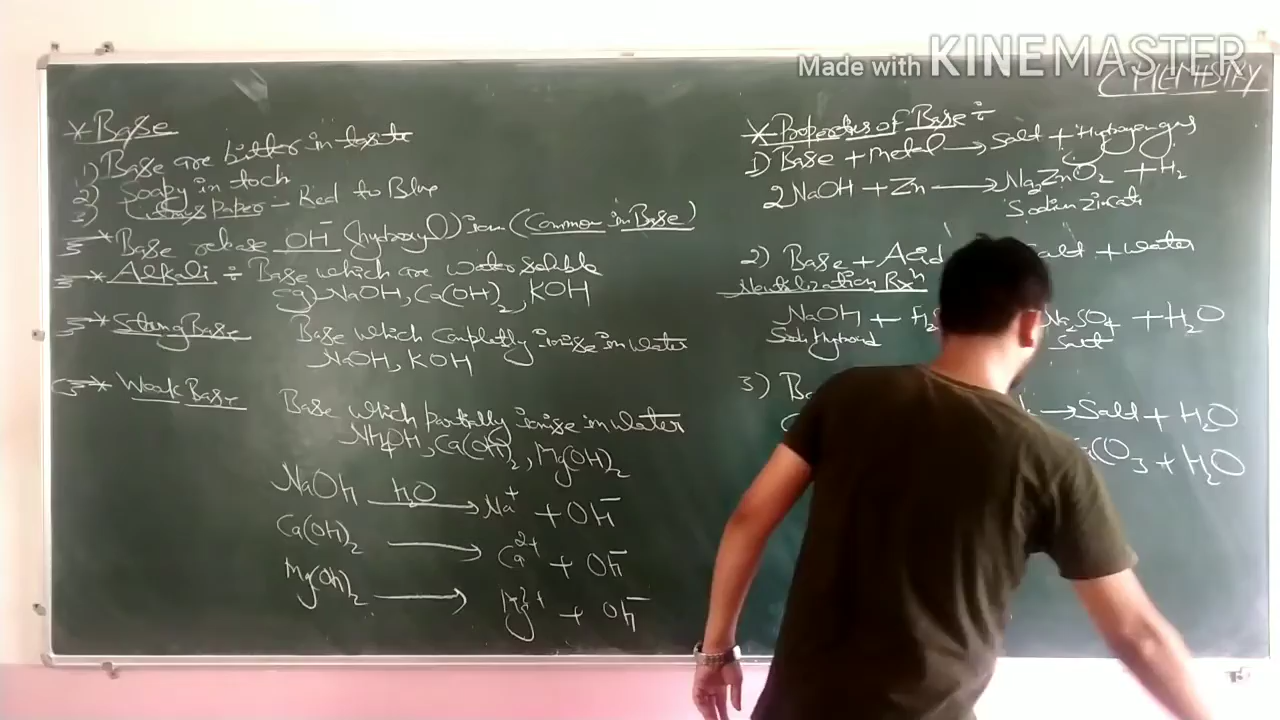 Made with KINEMASTER
CHEMISTRY
* Base
1) Base are bitter in taste
2) Soapy in toch
3) Paper - Red to Blue
* Base release OH⁻ (hydroxyl) ion (Common in Base)
* Alkali ÷ Base which are water soluble
eg) NaOH, Ca(OH)₂, KOH
* Strong Base Base which completly ionise in water
NaOH, KOH
* Weak Base Base which partially ionise in water
NH₄OH, Ca(OH)₂, Mg(OH)₂
NaOH —H₂O→ Na⁺ + OH⁻
Ca(OH)₂ → Ca²⁺ + OH⁻
Mg(OH)₂ → Mg²⁺ + OH⁻
* Properties of Base ÷
1) Base + Metal → Salt + Hydrogen gas
2NaOH + Zn → Na₂ZnO₂ + H₂
Sodium zincate
2) Base + Acid Salt + water
Neutralization Rxⁿ
NaOH + H₂S Na₂SO₄ + H₂O
Salt
3) Ba → Salt + H₂O
CO₃ + H₂O